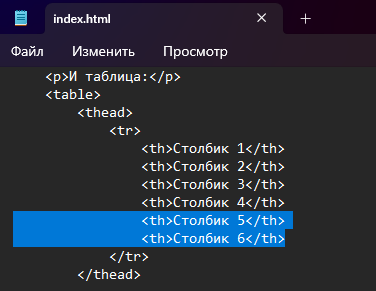 index.html
Файл Изменить Просмотр
<p>И таблица:</p>
<table>
<thead>
<tr>
<th>Столбик 1</th>
<th>Столбик 2</th>
<th>Столбик 3</th>
<th>Столбик 4</th>
<th>Столбик 5</th>
<th>Столбик 6</th>
</tr>
</thead>